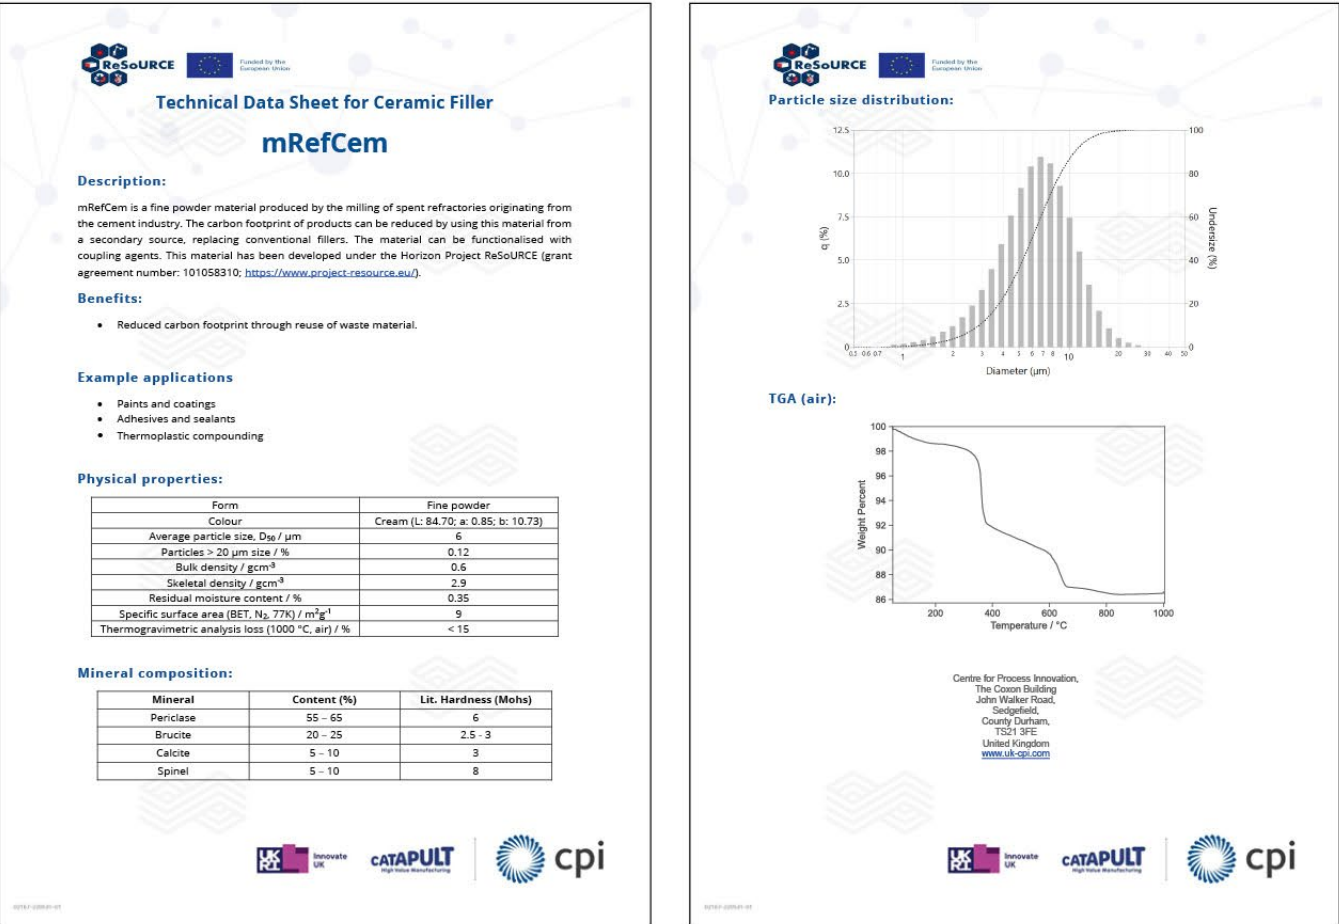 ReSoURCE
Funded by the
European Union
Technical Data Sheet for Ceramic Filler
mRefCem
Description:
mRefCem is a fine powder material produced by the milling of spent refractories originating from
the cement industry. The carbon footprint of products can be reduced by using this material from
a secondary source, replacing conventional fillers. The material can be functionalised with
coupling agents. This material has been developed under the Horizon Project ReSoURCE (grant
agreement number: 101058310; https://www.project-resource.eu/).
Benefits:
• Reduced carbon footprint through reuse of waste material.
Example applications
• Paints and coatings
• Adhesives and sealants
• Thermoplastic compounding
Physical properties:
Form Fine powder
Colour Cream (L: 84.70; a: 0.85; b: 10.73)
Average particle size, D₅₀ / µm 6
Particles > 20 µm size / % 0.12
Bulk density / gcm⁻³ 0.6
Skeletal density / gcm⁻³ 2.9
Residual moisture content / % 0.35
Specific surface area (BET, N₂, 77K) / m²g⁻¹ 9
Thermogravimetric analysis loss (1000 °C, air) / % < 15
Mineral composition:
Mineral Content (%) Lit. Hardness (Mohs)
Periclase 55 – 65 6
Brucite 20 – 25 2.5 - 3
Calcite 5 – 10 3
Spinel 5 – 10 8
UK
RI
Innovate
UK
CATAPULT
High Value Manufacturing
cpi
ReSoURCE
Funded by the
European Union
Particle size distribution:
12.5
10.0
7.5
5.0
2.5
0
q (%)
100
80
60
40
20
0
Undersize (%)
0.5 0.6 0.7 1 2 3 4 5 6 7 8 10 20 30 40 50
Diameter (µm)
TGA (air):
100
98
96
94
92
90
88
86
Weight Percent
200 400 600 800 1000
Temperature / °C
Centre for Process Innovation,
The Coxon Building
John Walker Road,
Sedgefield,
County Durham,
TS21 3FE
United Kingdom
www.uk-cpi.com
UK
RI
Innovate
UK
CATAPULT
High Value Manufacturing
cpi